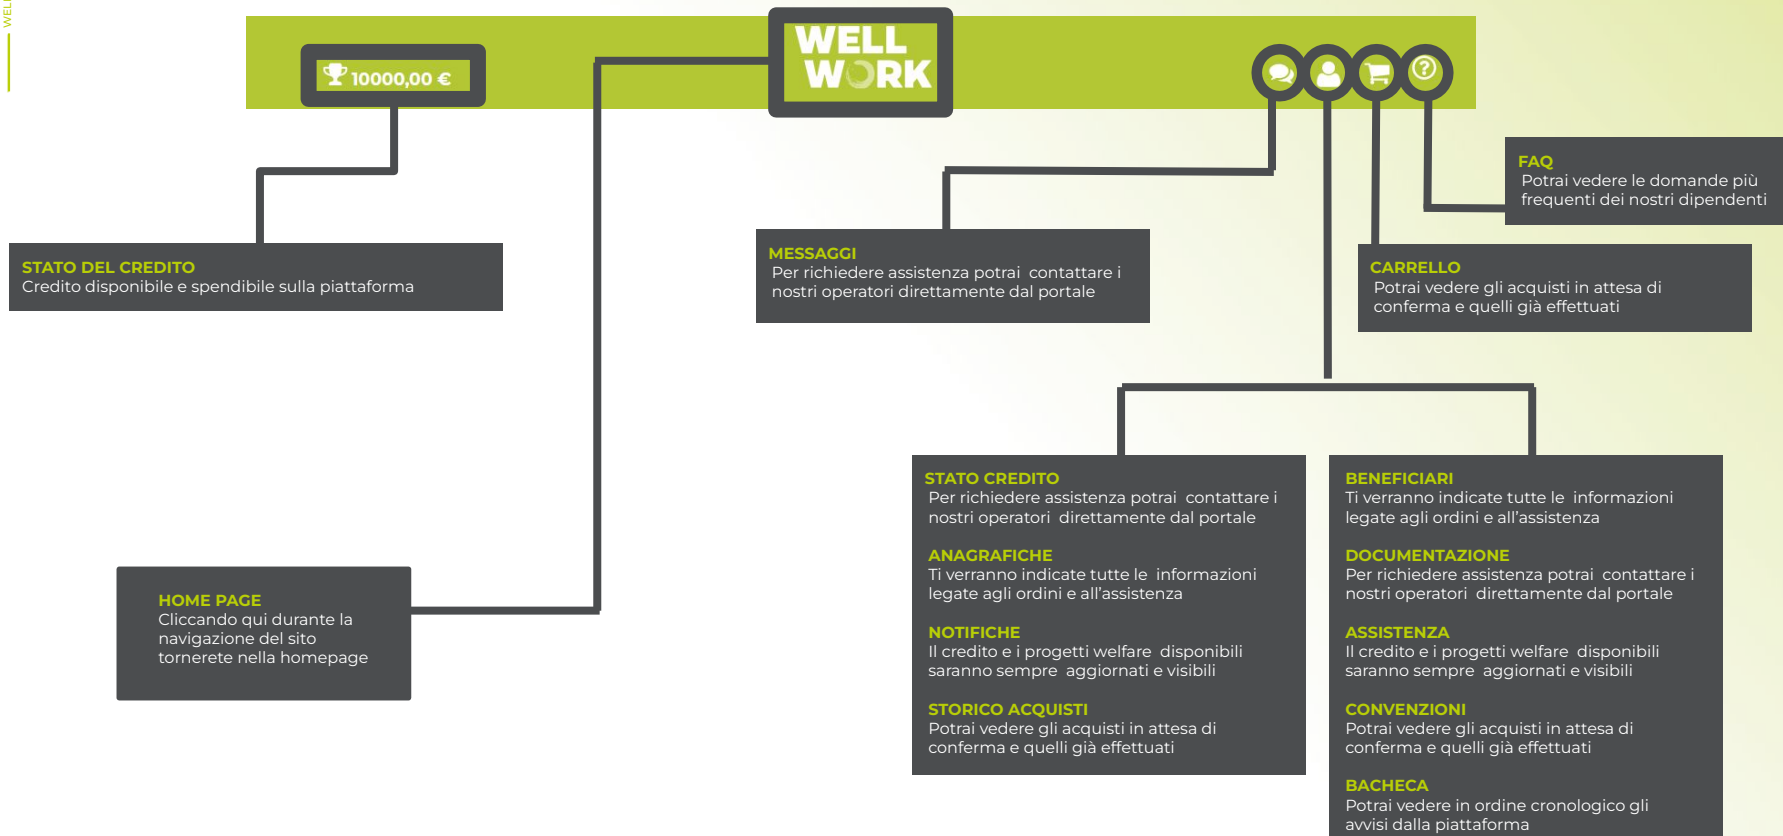 WELL
10000,00 €
WELL
WORK
FAQ
Potrai vedere le domande più
frequenti dei nostri dipendenti
STATO DEL CREDITO
Credito disponibile e spendibile sulla piattaforma
MESSAGGI
Per richiedere assistenza potrai contattare i
nostri operatori direttamente dal portale
CARRELLO
Potrai vedere gli acquisti in attesa di
conferma e quelli già effettuati
HOME PAGE
Cliccando qui durante la
navigazione del sito
tornerete nella homepage
STATO CREDITO
Per richiedere assistenza potrai contattare i
nostri operatori direttamente dal portale
ANAGRAFICHE
Ti verranno indicate tutte le informazioni
legate agli ordini e all’assistenza
NOTIFICHE
Il credito e i progetti welfare disponibili
saranno sempre aggiornati e visibili
STORICO ACQUISTI
Potrai vedere gli acquisti in attesa di
conferma e quelli già effettuati
BENEFICIARI
Ti verranno indicate tutte le informazioni
legate agli ordini e all’assistenza
DOCUMENTAZIONE
Per richiedere assistenza potrai contattare i
nostri operatori direttamente dal portale
ASSISTENZA
Il credito e i progetti welfare disponibili
saranno sempre aggiornati e visibili
CONVENZIONI
Potrai vedere gli acquisti in attesa di
conferma e quelli già effettuati
BACHECA
Potrai vedere in ordine cronologico gli
avvisi dalla piattaforma